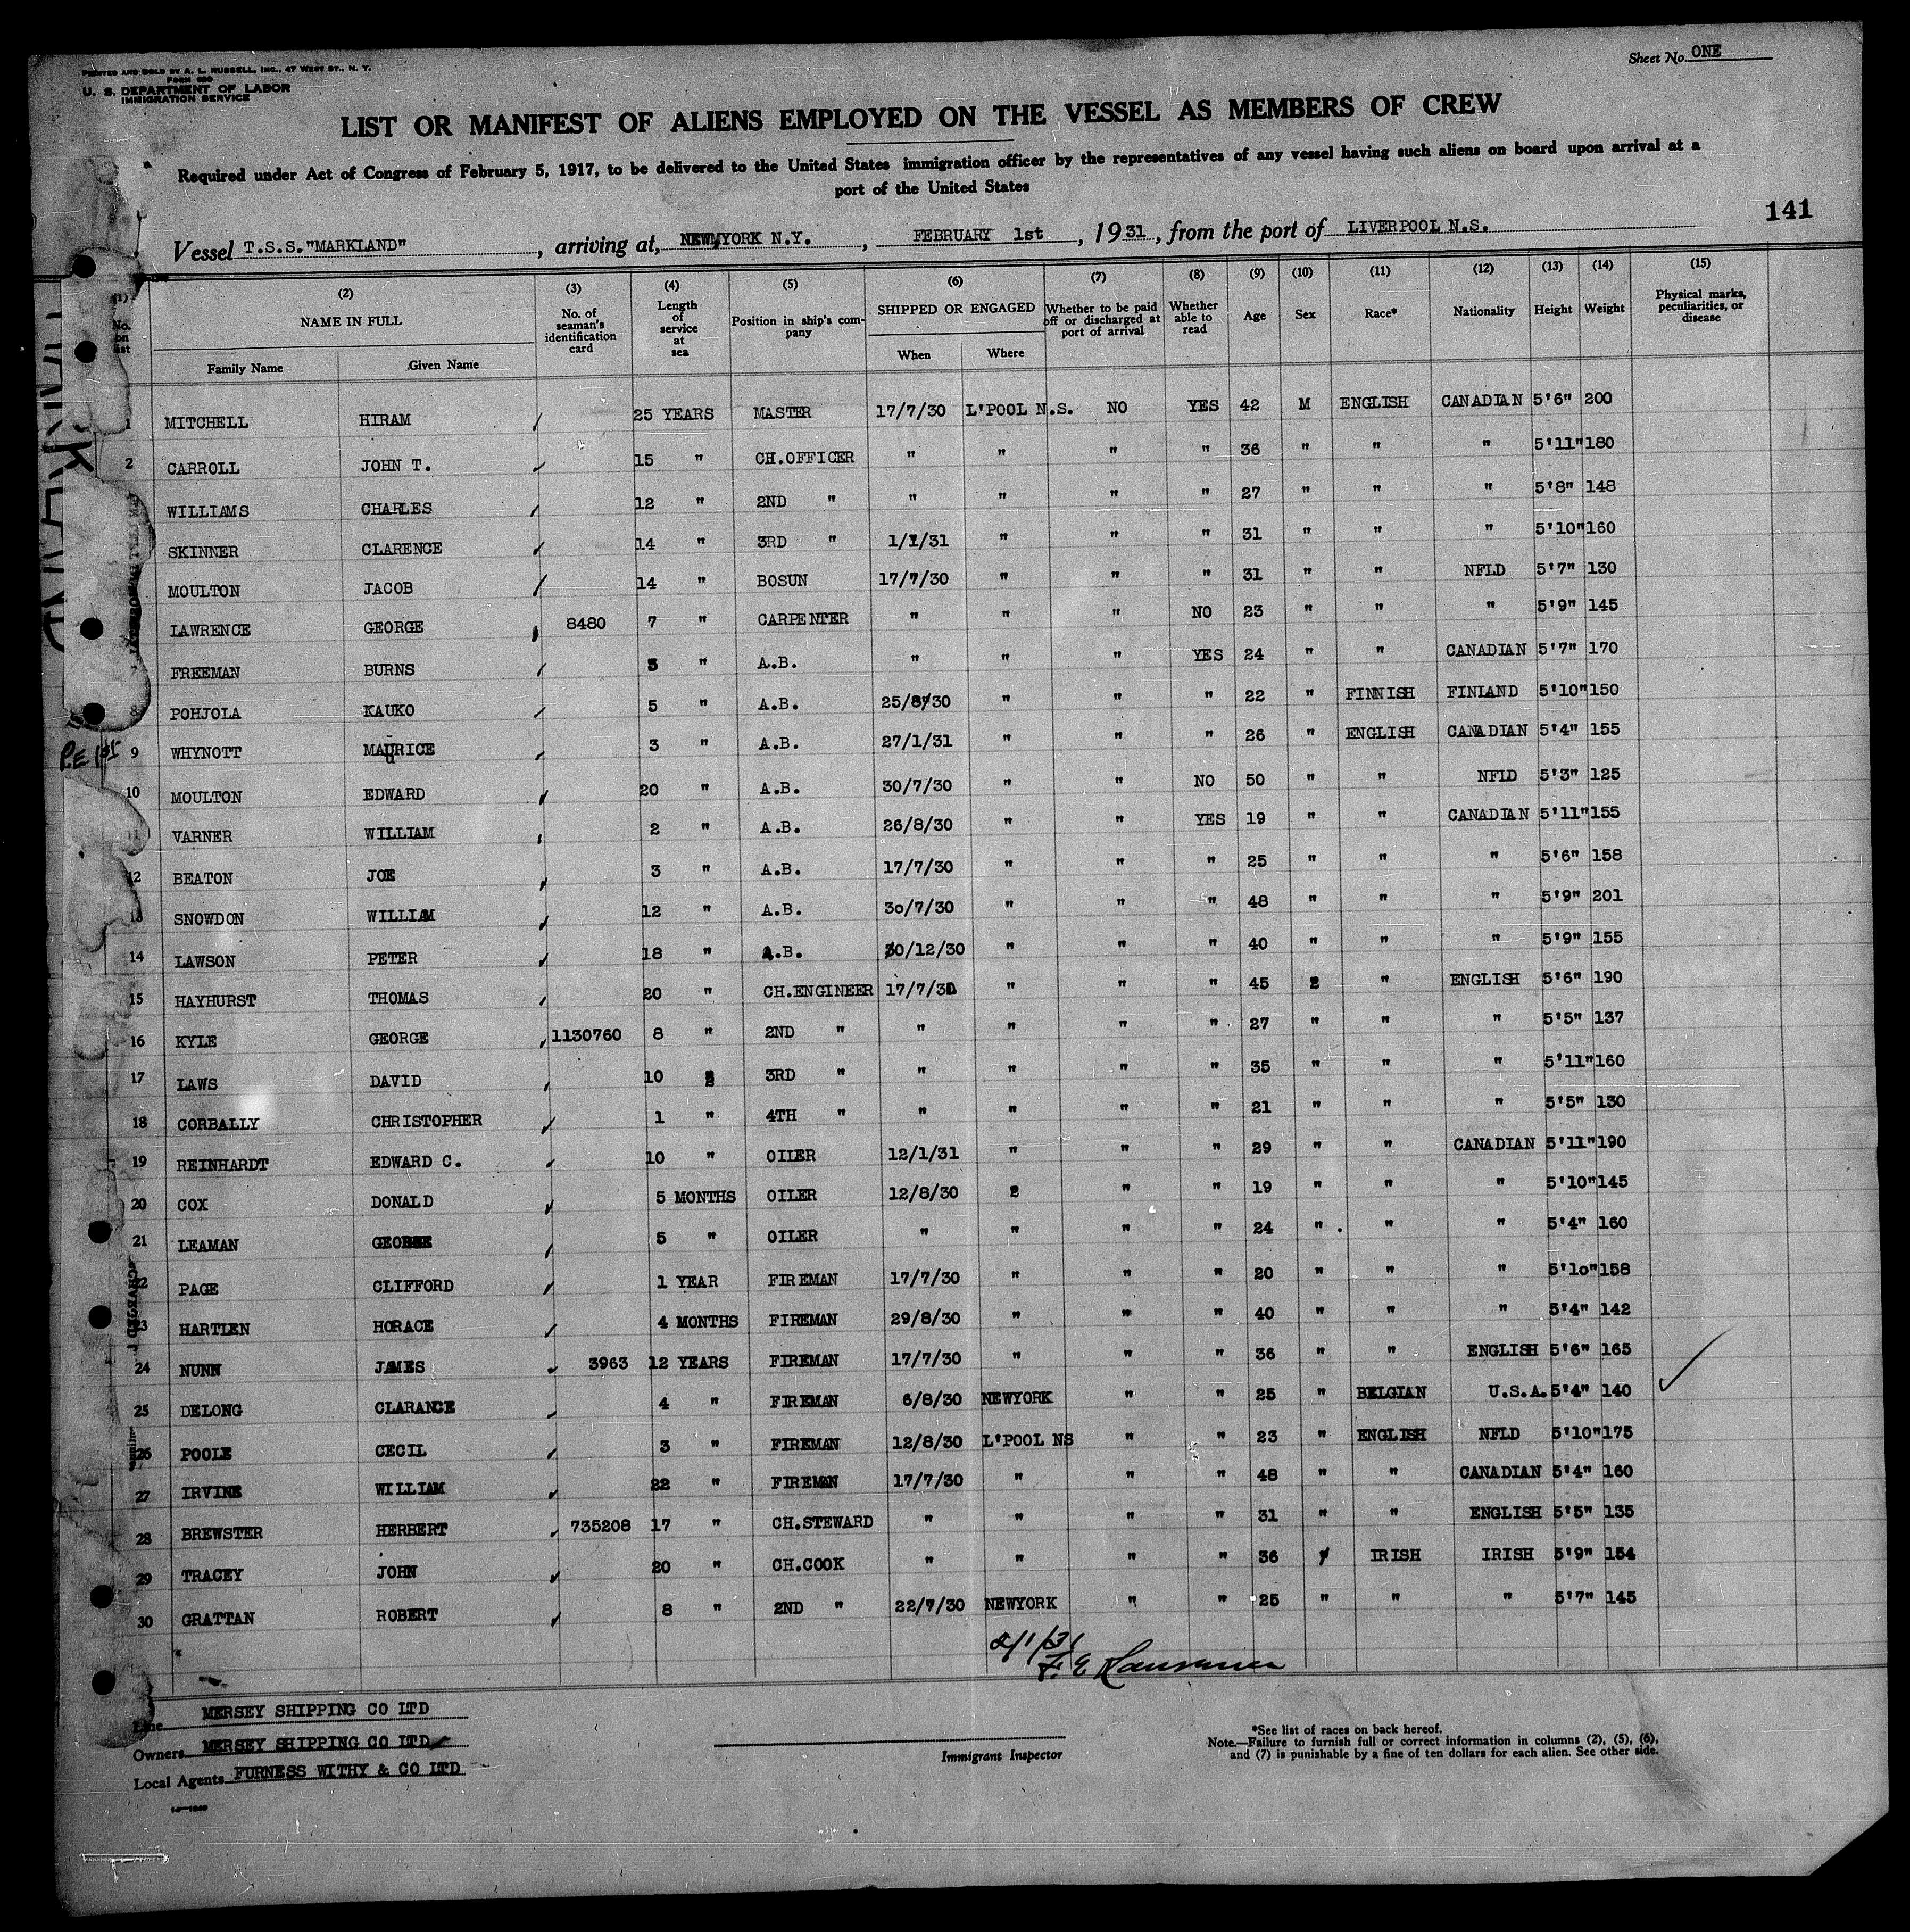 PRINTED AND SOLD BY A. L. RUSSELL, INC., 47 WEST ST., N. Y.
FORM 680
U. S. DEPARTMENT OF LABOR
IMMIGRATION SERVICE
Sheet No. ONE
LIST OR MANIFEST OF ALIENS EMPLOYED ON THE VESSEL AS MEMBERS OF CREW
Required under Act of Congress of February 5, 1917, to be delivered to the United States immigration officer by the representatives of any vessel having such aliens on board upon arrival at a
port of the United States
141
Vessel T.S.S."MARKLAND", arriving at, NEW YORK N.Y., FEBRUARY 1st, 1931, from the port of LIVERPOOL N.S.
(1) No. on list (2) NAME IN FULL Family Name Given Name (3) No. of seaman's identification card (4) Length of service at sea (5) Position in ship's company (6) SHIPPED OR ENGAGED When Where (7) Whether to be paid off or discharged at port of arrival (8) Whether able to read (9) Age (10) Sex (11) Race* (12) Nationality (13) Height (14) Weight (15) Physical marks, peculiarities, or disease
1 MITCHELL HIRAM 25 YEARS MASTER 17/7/30 L'POOL N.S. NO YES 42 M ENGLISH CANADIAN 5'6" 200
2 CARROLL JOHN T. 15 " CH.OFFICER " " " " 36 " " " 5'11" 180
WILLIAMS CHARLES 12 " 2ND " " " " " 27 " " " 5'8" 148
SKINNER CLARENCE 14 " 3RD " 1/1/31 " " " 31 " " " 5'10" 160
MOULTON JACOB 14 " BOSUN 17/7/30 " " " 31 " " NFLD 5'7" 130
LAWRENCE GEORGE 8480 7 " CARPENTER " " " NO 23 " " " 5'9" 145
7 FREEMAN BURNS 5 " A.B. " " " YES 24 " " CANADIAN 5'7" 170
8 POHJOLA KAUKO 5 " A.B. 25/8/30 " " " 22 " FINNISH FINLAND 5'10" 150
P.E 1st 9 WHYNOTT MAURICE 3 " A.B. 27/1/31 " " " 26 " ENGLISH CANADIAN 5'4" 155
10 MOULTON EDWARD 20 " A.B. 30/7/30 " " NO 50 " " NFLD 5'3" 125
11 VARNER WILLIAM 2 " A.B. 26/8/30 " " YES 19 " " CANADIAN 5'11" 155
12 BEATON JOE 3 " A.B. 17/7/30 " " " 25 " " " 5'6" 158
13 SNOWDON WILLIAM 12 " A.B. 30/7/30 " " " 48 " " " 5'9" 201
14 LAWSON PETER 18 " A.B. 30/12/30 " " " 40 " " " 5'9" 155
15 HAYHURST THOMAS 20 " CH.ENGINEER 17/7/30 " " " 45 " " ENGLISH 5'6" 190
16 KYLE GEORGE 1130760 8 " 2ND " " " " " 27 " " " 5'5" 137
17 LAWS DAVID 10 " 3RD " " " " " 35 " " " 5'11" 160
18 CORBALLY CHRISTOPHER 1 " 4TH " " " " " 21 " " " 5'5" 130
19 REINHARDT EDWARD C. 10 " OILER 12/1/31 " " " 29 " " CANADIAN 5'11" 190
20 COX DONALD 5 MONTHS OILER 12/8/30 " " " 19 " " " 5'10" 145
21 LEAMAN GEORGE 5 " OILER " " " " 24 " " " 5'4" 160
22 PAGE CLIFFORD 1 YEAR FIREMAN 17/7/30 " " " 20 " " " 5'10" 158
23 HARTLEN HORACE 4 MONTHS FIREMAN 29/8/30 " " " 40 " " " 5'4" 142
24 NUNN JAMES 3963 12 YEARS FIREMAN 17/7/30 " " " 36 " " ENGLISH 5'6" 165
25 DELONG CLARANCE 4 " FIREMAN 6/8/30 NEWYORK " " 25 " BELGIAN U.S.A. 5'4" 140
26 POOLE CECIL 3 " FIREMAN 12/8/30 L'POOL NS " " 23 " ENGLISH NFLD 5'10" 175
27 IRVINE WILLIAM 22 " FIREMAN 17/7/30 " " " 48 " " CANADIAN 5'4" 160
28 BREWSTER HERBERT 735208 17 " CH.STEWARD " " " " 31 " " ENGLISH 5'5" 135
29 TRACEY JOHN 20 " CH.COOK " " " " 36 " IRISH IRISH 5'9" 154
30 GRATTAN ROBERT 8 " 2ND " 22/7/30 NEWYORK " " 25 " " " 5'7" 145
2/1/31
F. E
Line MERSEY SHIPPING CO LTD
Owners MERSEY SHIPPING CO LTD
Local Agents FURNESS WITHY & CO LTD
Immigrant Inspector
*See list of races on back hereof.
Note.—Failure to furnish full or correct information in columns (2), (5), (6),
and (7) is punishable by a fine of ten dollars for each alien. See other side.